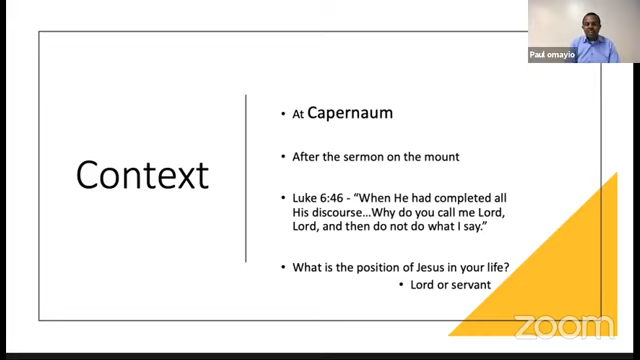 Paul omayio
Context
• At Capernaum
• After the sermon on the mount
• Luke 6:46 - “When He had completed all
His discourse...Why do you call me Lord,
Lord, and then do not do what I say.”
• What is the position of Jesus in your life?
• Lord or servant
zoom